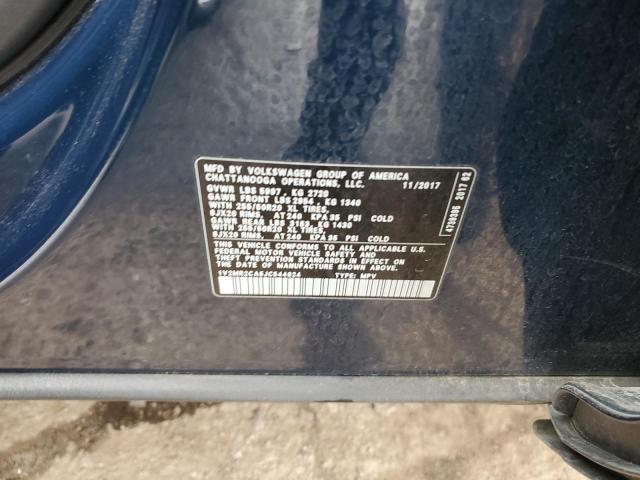 MFG BY VOLKSWAGEN GROUP OF AMERICA
CHATTANOOGA OPERATIONS, LLC. 11/2017
GVWR LBS 5997 KG 2720
GAWR FRONT LBS 2954 KG 1340
WITH 255/50R20 XL TIRES
8JX20 RIMS, AT 240 KPA 35 PSI COLD
GAWR REAR LBS 3153 KG 1430
WITH 255/50R20 XL TIRES
8JX20 RIMS, AT 240 KPA 35 PSI COLD
THIS VEHICLE CONFORMS TO ALL APPLICABLE U.S.
FEDERAL MOTOR VEHICLE SAFETY AND
THEFT PREVENTION STANDARDS IN EFFECT ON
THE DATE OF MANUFACTURE SHOWN ABOVE
1V2MR2CA5JC544024 TYPE: MPV
2017 02